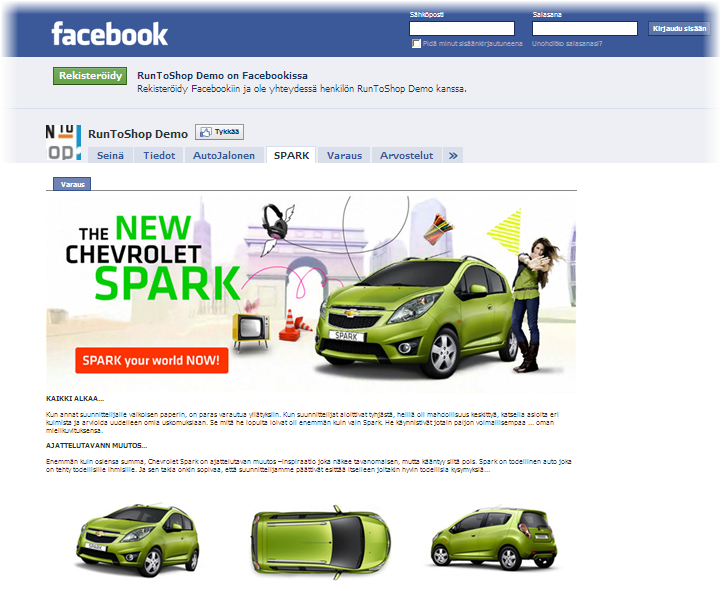 facebook
Sähköposti
Salasana
Kirjaudu sisään
Pidä minut sisäänkirjautuneena
Unohditko salasanasi?
Rekisteröidy
RunToShop Demo on Facebookissa
Rekisteröidy Facebookiin ja ole yhteydessä henkilön RunToShop Demo kanssa.
RunToShop Demo
Tykkää
Seinä
Tiedot
AutoJalonen
SPARK
Varaus
Arvostelut
»
Varaus
THE NEW
CHEVROLET
SPARK
SPARK
SPARK your world NOW!
KAIKKI ALKAA...
Kun annat suunnittelijalle valkoisen paperin, on paras varautua yllätyksiin. Kun suunnittelijat aloittivat tyhjästä, heillä oli mahdollisuus keskittyä, katsella asioita eri
kulmista ja arvioida uudelleen omia uskomuksiaan. Se mitä he lopulta loivat oli enemmän kuin vain Spark. He käynnistivät jotain paljon voimallisempaa ... oman
mielikuvituksensa.
AJATTELUTAVANN MUUTOS...
Enemmän kuin osiensa summa, Chevrolet Spark on ajattelutavan muutos –inspiraatio joka näkee tavanomaisen, mutta kääntyy siltä pois. Spark on todellinen auto joka
on tehty todellisille ihmisille. Ja sen takia onkin sopivaa, että suunnittelijamme päättivät esittää itselleen joitakin hyvin todellisia kysymyksiä...
SPARK